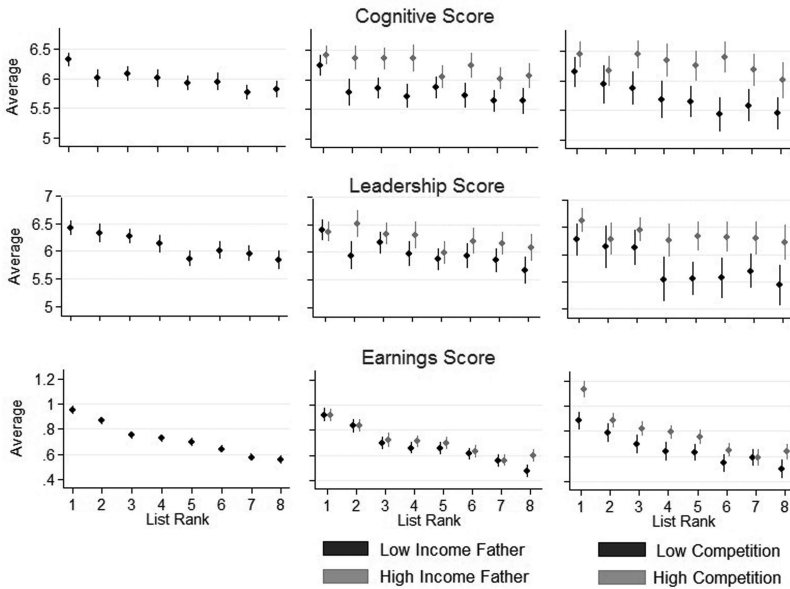 Cognitive Score
Average
6.5
6
5.5
5
Leadership Score
Average
7
6.5
6
5.5
5
Earnings Score
Average
1.2
1
.8
.6
.4
1 2 3 4 5 6 7 8
1 2 3 4 5 6 7 8
1 2 3 4 5 6 7 8
List Rank
List Rank
List Rank
Low Income Father
High Income Father
Low Competition
High Competition